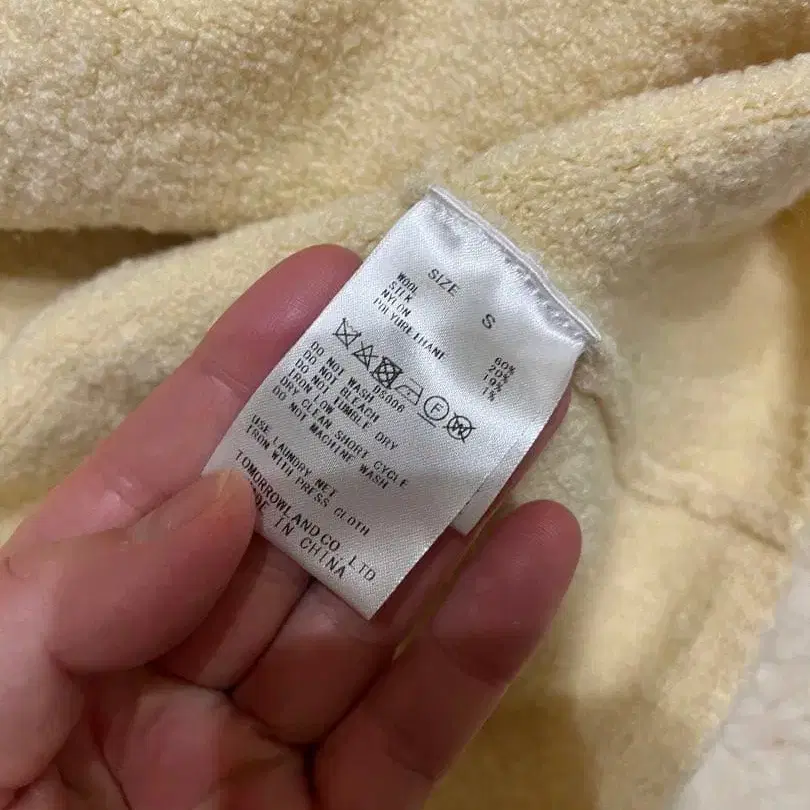 SIZE S
WOOL 60%
SILK 20%
NYLON 19%
POLYURETHANE 1%
05006
DO NOT WASH
DO NOT BLEACH
DO NOT TUMBLE DRY
IRON LOW
DRY CLEAN SHORT CYCLE
DO NOT MACHINE WASH
USE LAUNDRY NET
IRON WITH PRESS CLOTH
TOMORROWLAND CO., LTD
MADE IN CHINA